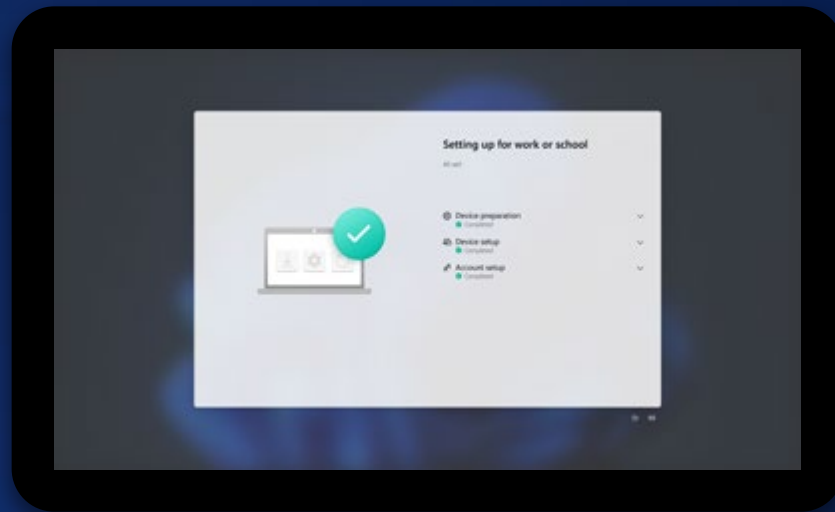 Setting up for work or school
All set!
Device preparation
Completed
Device setup
Completed
Account setup
Completed